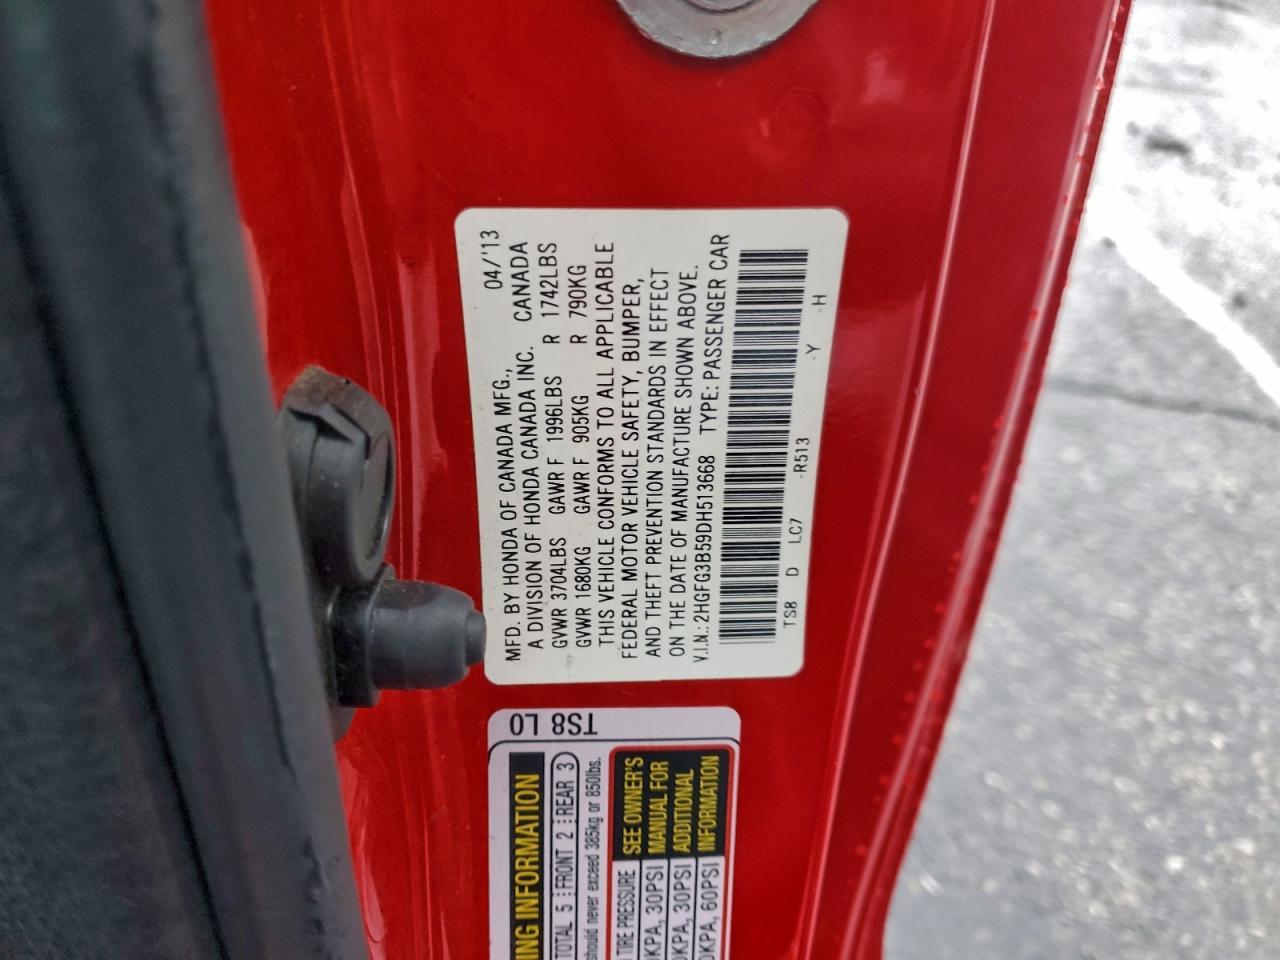 MFD. BY HONDA OF CANADA MFG., 04/'13
A DIVISION OF HONDA CANADA INC. CANADA
GVWR 3704LBS GAWR F 1996LBS R 1742LBS
GVWR 1680KG GAWR F 905KG R 790KG
THIS VEHICLE CONFORMS TO ALL APPLICABLE
FEDERAL MOTOR VEHICLE SAFETY, BUMPER,
AND THEFT PREVENTION STANDARDS IN EFFECT
ON THE DATE OF MANUFACTURE SHOWN ABOVE.
V.I.N.: 2HGFG3B59DH513668 TYPE: PASSENGER CAR
TS8 D LC7 -R513 -Y -H
TS8 L0
INFORMATION
TOTAL 5 FRONT 2 REAR 3
should never exceed 385kg or 850lbs.
TIRE PRESSURE
KPA, 30PSI
KPA, 30PSI
KPA, 60PSI
SEE OWNER'S
MANUAL FOR
ADDITIONAL
INFORMATION